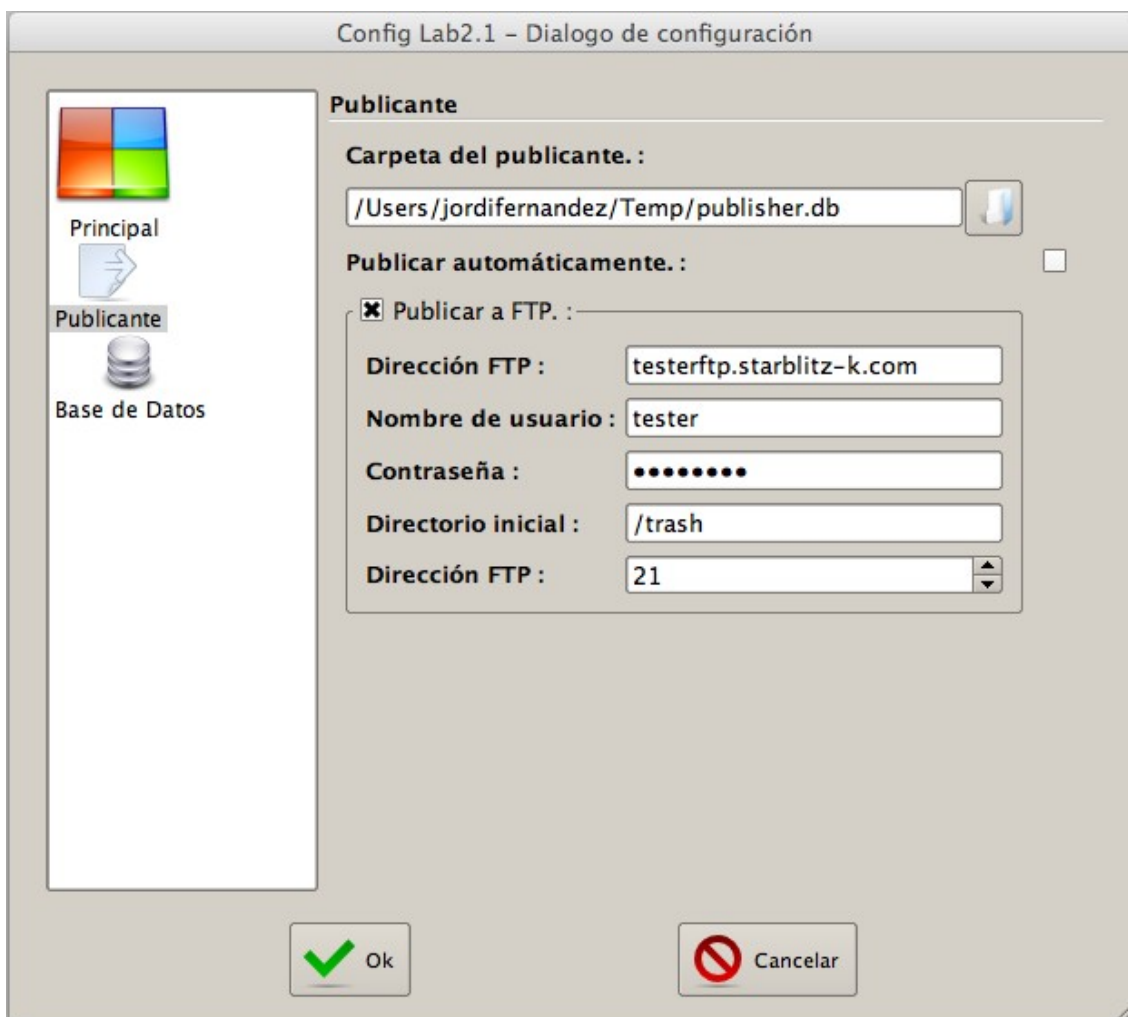 Config Lab2.1 – Dialogo de configuración
Principal
Publicante
Base de Datos
Publicante
Carpeta del publicante. :
/Users/jordifernandez/Temp/publisher.db
Publicar automáticamente. :
Publicar a FTP. :
Dirección FTP : testerftp.starblitz-k.com
Nombre de usuario : tester
Contraseña : ••••••••
Directorio inicial : /trash
Dirección FTP : 21
Ok Cancelar